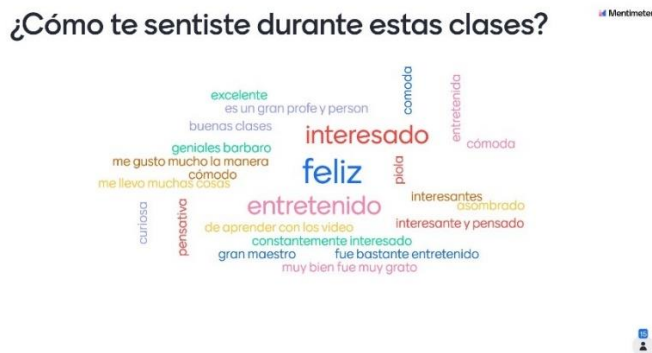 ¿Cómo te sentiste durante estas clases?
Mentimeter
excelente
es un gran profe y person
buenas clases
geniales barbaro
me gusto mucho la manera
cómodo
me llevo muchas cosas
interesado
feliz
entretenido
comoda
entretenida
cómoda
piola
interesantes
asombrado
curiosa
pensativa
de aprender con los video
interesante y pensado
constantemente interesado
gran maestro
fue bastante entretenido
muy bien fue muy grato
15